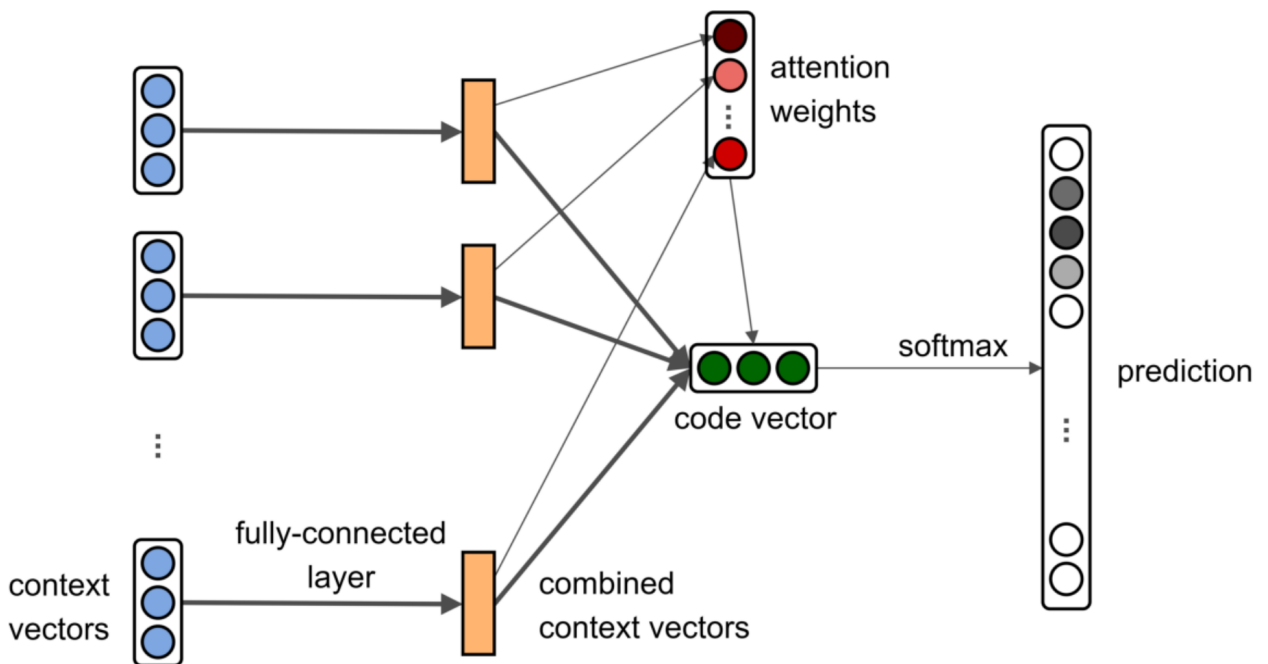 attention
weights
softmax
prediction
code vector
fully-connected
layer
context
vectors
combined
context vectors